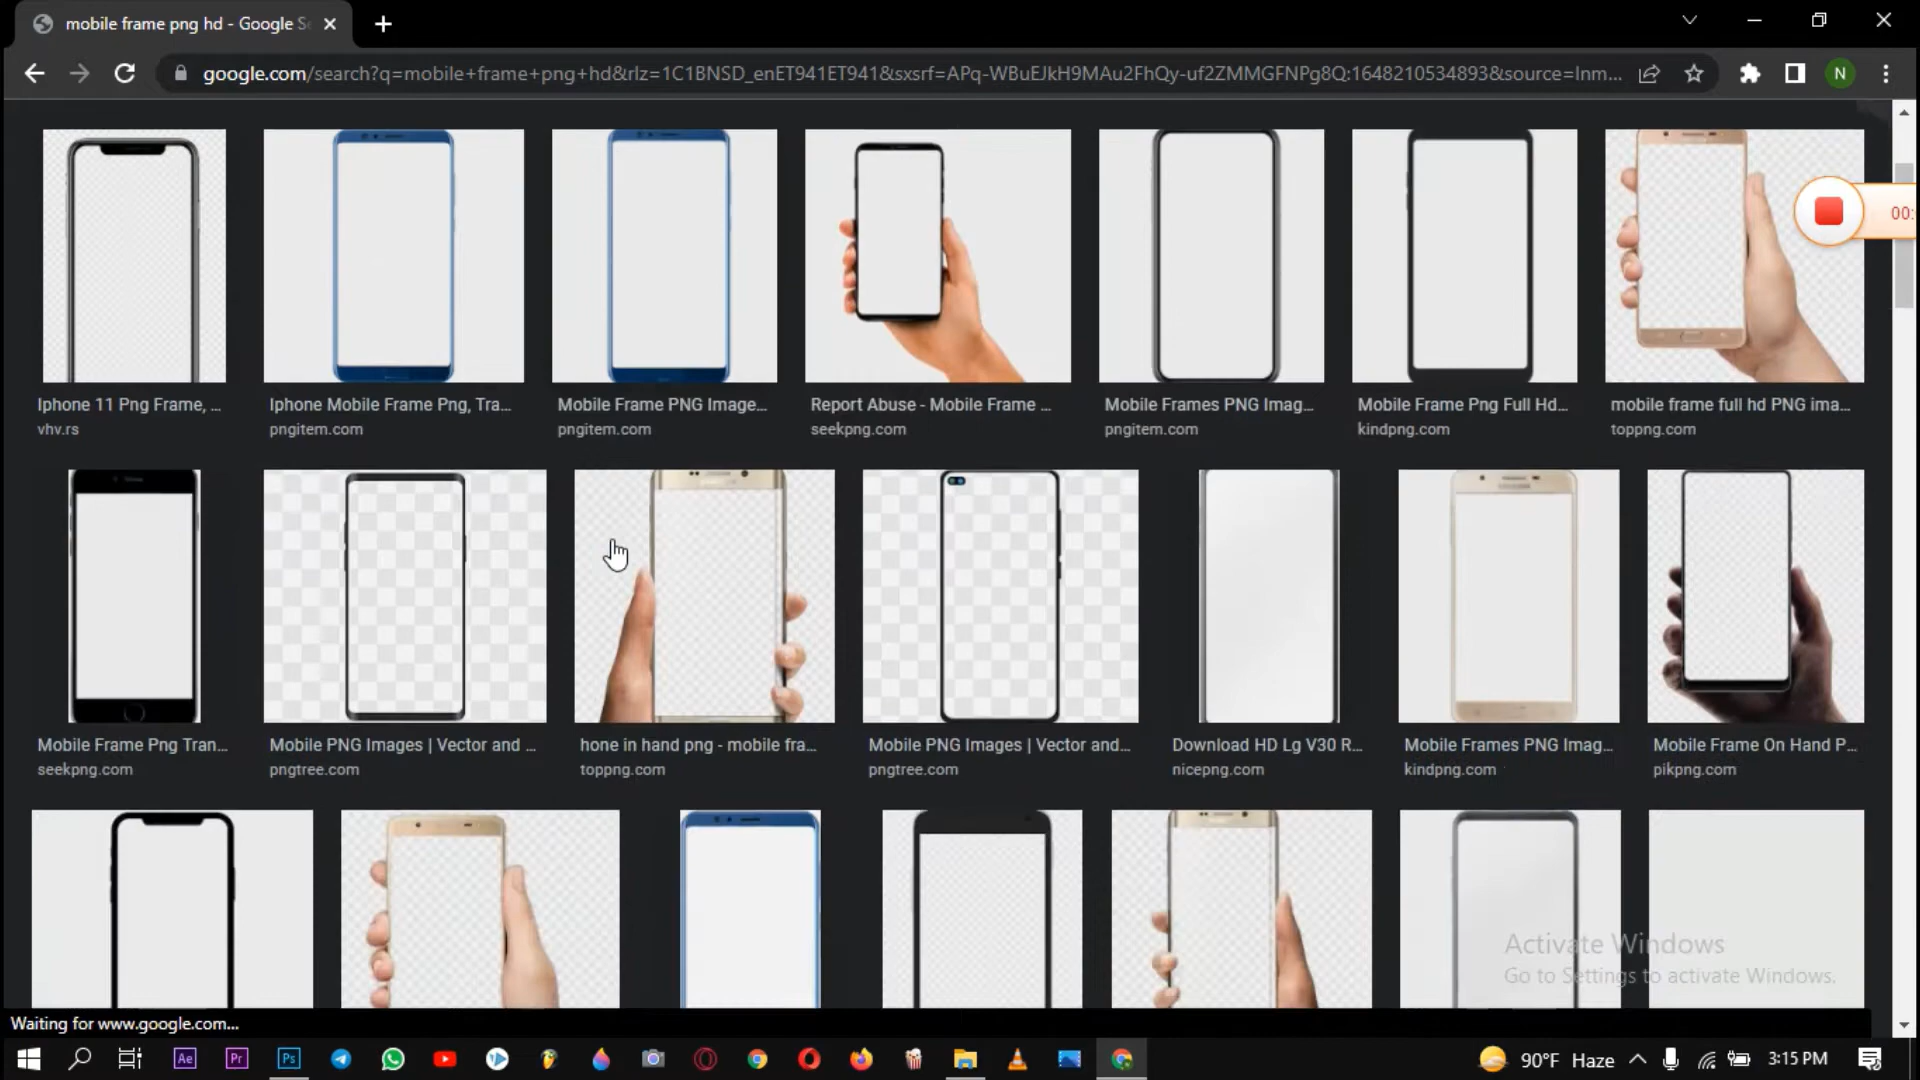 mobile frame png hd - Google S
google.com/search?q=mobile+frame+png+hd&rlz=1C1BNSD_enET941ET941&sxsrf=APq-WBuEJkH9MAu2FhQy-uf2ZMMGFNPg8Q:1648210534893&source=lnm...
N
00:
Iphone 11 Png Frame, ...
vhv.rs
Iphone Mobile Frame Png, Tra...
pngitem.com
Mobile Frame PNG Image...
pngitem.com
Report Abuse - Mobile Frame ...
seekpng.com
Mobile Frames PNG Imag...
pngitem.com
Mobile Frame Png Full Hd...
kindpng.com
mobile frame full hd PNG ima...
toppng.com
Mobile Frame Png Tran...
seekpng.com
Mobile PNG Images | Vector and ...
pngtree.com
hone in hand png - mobile fra...
toppng.com
Mobile PNG Images | Vector and...
pngtree.com
Download HD Lg V30 R...
nicepng.com
Mobile Frames PNG Imag...
kindpng.com
Mobile Frame On Hand P...
pikpng.com
Activate Windows
Go to Settings to activate Windows.
Waiting for www.google.com...
Ae
Pr
Ps
90°F Haze
3:15 PM